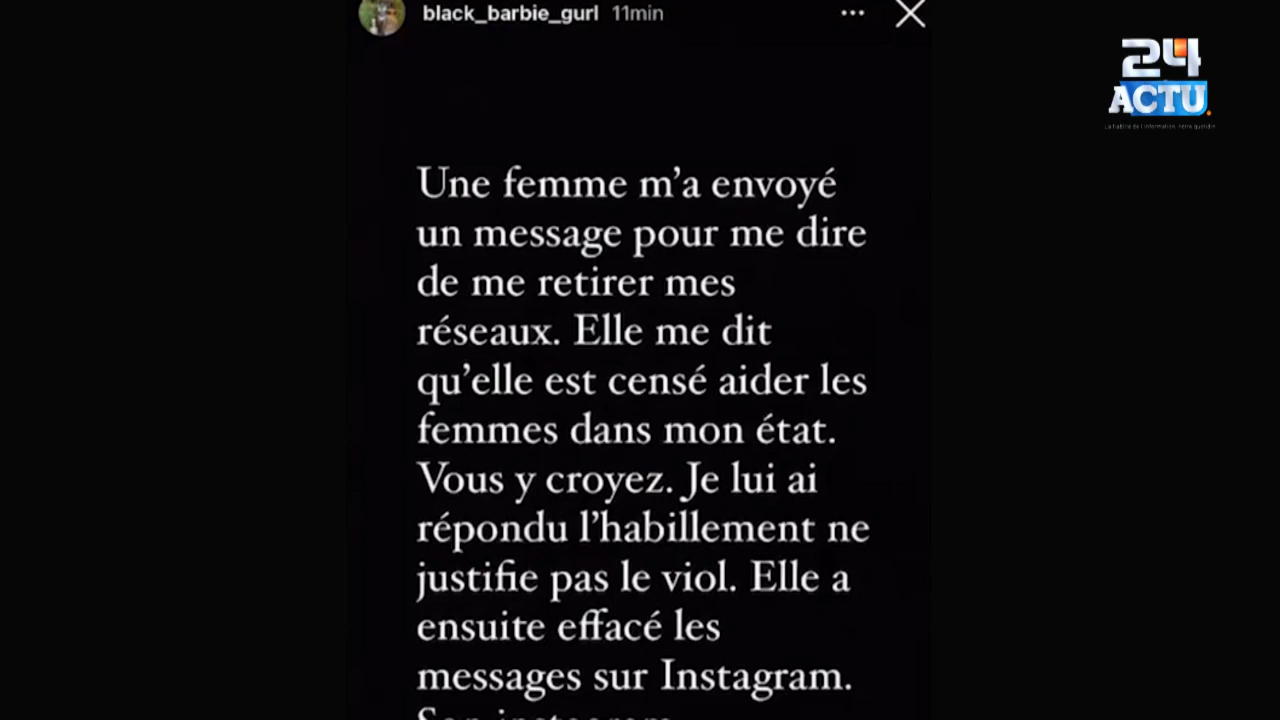 black_barbie_gurl 11min
24
ACTU.
Une femme m'a envoyé
un message pour me dire
de me retirer mes
réseaux. Elle me dit
qu'elle est censé aider les
femmes dans mon état.
Vous y croyez. Je lui ai
répondu l'habillement ne
justifie pas le viol. Elle a
ensuite effacé les
messages sur Instagram.